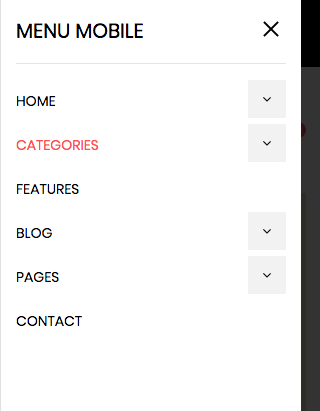 MENU MOBILE
HOME
CATEGORIES
FEATURES
BLOG
PAGES
CONTACT